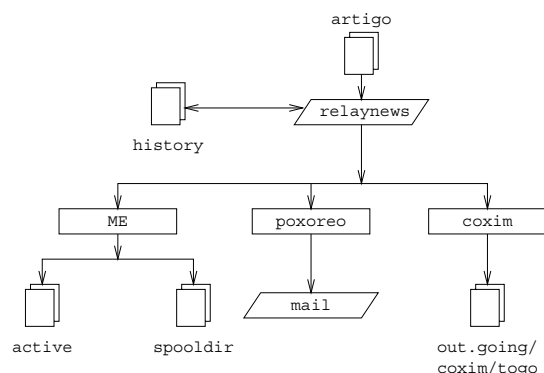 artigo
relaynews
history
ME
poxoreo
coxim
mail
active
spooldir
out.going/
coxim/togo